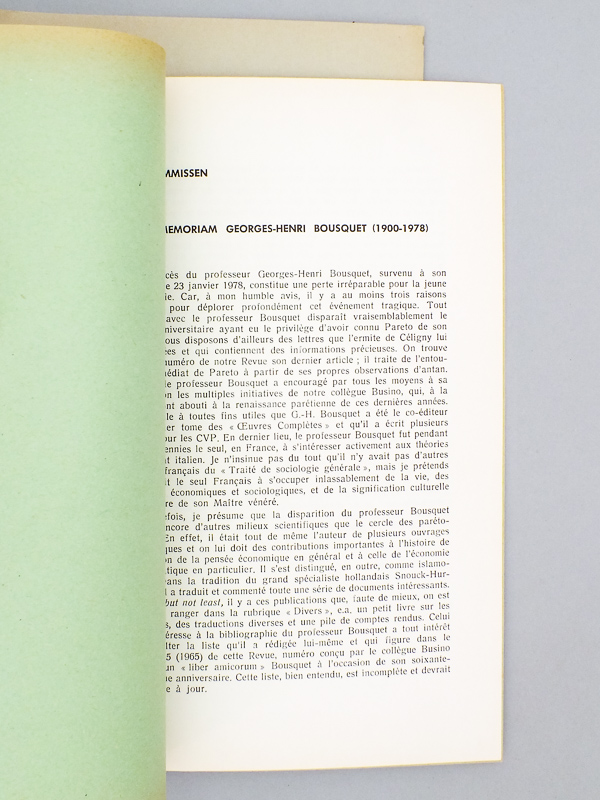 MMISSEN
MEMORIAM GEORGES-HENRI BOUSQUET (1900-1978)
cès du professeur Georges-Henri Bousquet, survenu à son
e 23 janvier 1978, constitue une perte irréparable pour la jeune
ie. Car, à mon humble avis, il y a au moins trois raisons
pour déplorer profondément cet événement tragique. Tout
avec le professeur Bousquet disparaît vraisemblablement le
niversitaire ayant eu le privilège d'avoir connu Pareto de son
ous disposons d'ailleurs des lettres que l'ermite de Céligny lui
ées et qui contiennent des informations précieuses. On trouve
numéro de notre Revue son dernier article ; il traite de l'entou-
édiat de Pareto à partir de ses propres observations d'antan.
le professeur Bousquet a encouragé par tous les moyens à sa
on les multiples initiatives de notre collègue Busino, qui, à la
nt abouti à la renaissance parétienne de ces dernières années.
le à toutes fins utiles que G.-H. Bousquet a été le co-éditeur
er tome des « Œuvres Complètes » et qu'il a écrit plusieurs
our les CVP. En dernier lieu, le professeur Bousquet fut pendant
ennies le seul, en France, à s'intéresser activement aux théories
t italien. Je n'insinue pas du tout qu'il n'y avait pas d'autres
français du « Traité de sociologie générale », mais je prétends
it le seul Français à s'occuper inlassablement de la vie, des
économiques et sociologiques, et de la signification culturelle
re de son Maître vénéré.
efois, je présume que la disparition du professeur Bousquet
ncore d'autres milieux scientifiques que le cercle des paréto-
En effet, il était tout de même l'auteur de plusieurs ouvrages
ques et on lui doit des contributions importantes à l'histoire de
on de la pensée économique en général et à celle de l'économie
tique en particulier. Il s'est distingué, en outre, comme islamo-
ans la tradition du grand spécialiste hollandais Snouck-Hur-
l a traduit et commenté toute une série de documents intéressants.
but not least, il y a ces publications que, faute de mieux, on est
ranger dans la rubrique « Divers », e.a. un petit livre sur les
s, des traductions diverses et une pile de comptes rendus. Celui
téresse à la bibliographie du professeur Bousquet a tout intérêt
lter la liste qu'il a rédigée lui-même et qui figure dans le
5 (1965) de cette Revue, numéro conçu par le collègue Busino
un « liber amicorum » Bousquet à l'occasion de son soixante-
e anniversaire. Cette liste, bien entendu, est incomplète et devrait
e à jour.